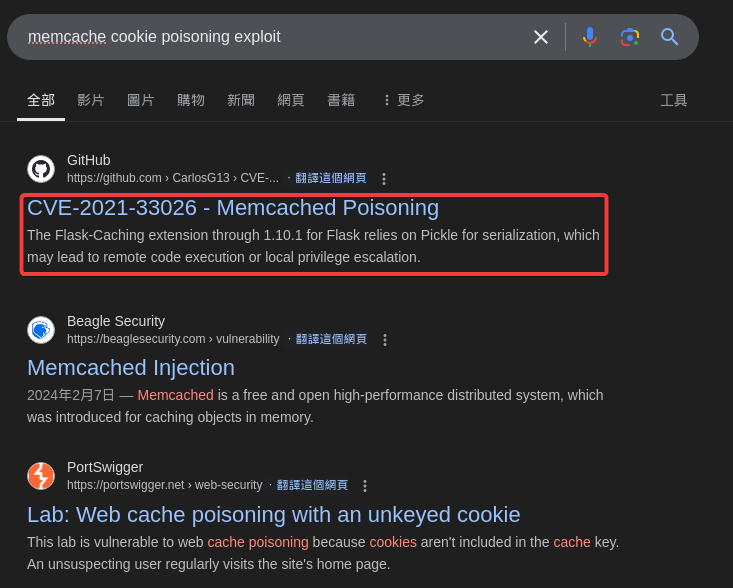 memcache cookie poisoning exploit
全部 影片 圖片 購物 新聞 網頁 書籍 更多 工具
GitHub
https://github.com › CarlosG13 › CVE-... · 翻譯這個網頁
CVE-2021-33026 - Memcached Poisoning
The Flask-Caching extension through 1.10.1 for Flask relies on Pickle for serialization, which
may lead to remote code execution or local privilege escalation.
Beagle Security
https://beaglesecurity.com › vulnerability · 翻譯這個網頁
Memcached Injection
2024年2月7日 — Memcached is a free and open high-performance distributed system, which
was introduced for caching objects in memory.
PortSwigger
https://portswigger.net › web-security · 翻譯這個網頁
Lab: Web cache poisoning with an unkeyed cookie
This lab is vulnerable to web cache poisoning because cookies aren't included in the cache key.
An unsuspecting user regularly visits the site's home page.